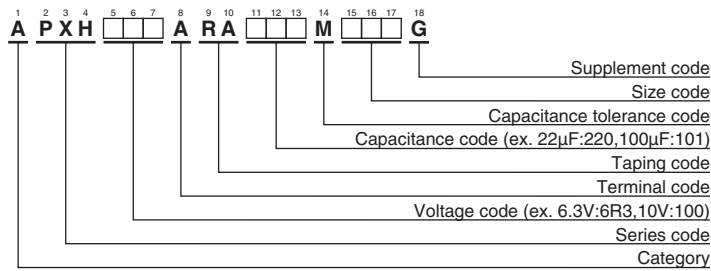 1 2 3 4 5 6 7 8 9 10 11 12 13 14 15 16 17 18
A P X H A R A M G
Supplement code
Size code
Capacitance tolerance code
Capacitance code (ex. 22µF:220,100µF:101)
Taping code
Terminal code
Voltage code (ex. 6.3V:6R3,10V:100)
Series code
Category